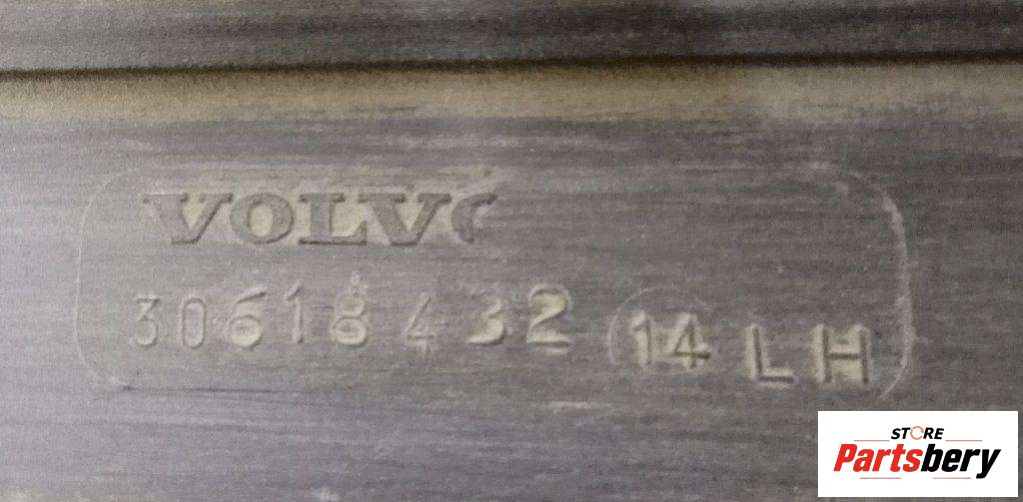 VOLVO
30618432 14 LH
STORE
Partsbery